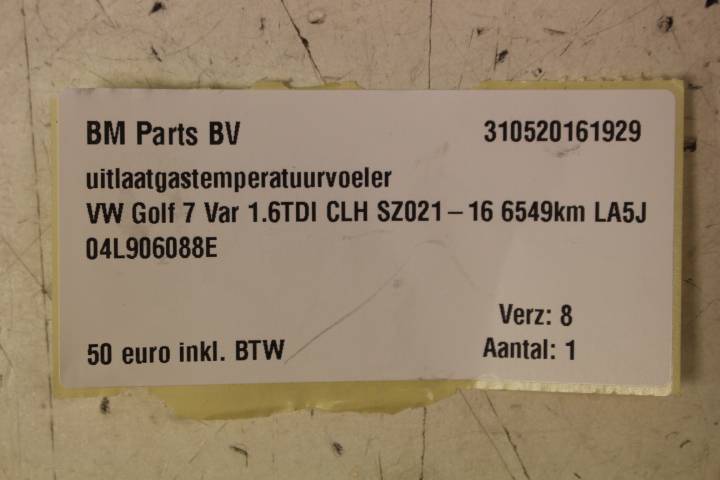 BM Parts BV 310520161929
uitlaatgastemperatuurvoeler
VW Golf 7 Var 1.6TDI CLH SZ021 – 16 6549km LA5J
04L906088E
Verz: 8
50 euro inkl. BTW Aantal: 1